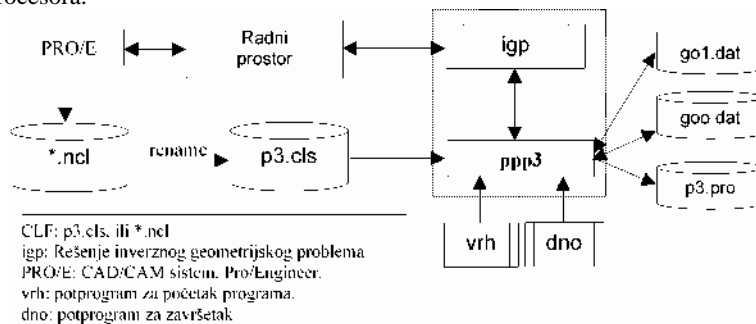 PRO/E
Radni
prostor
igp
go1.dat
goo dat
p3.pro
*.ncl
rename
p3.cls
ppp3
vrh
dno
CLF: p3.cls, ili *.ncl
igp: Rešenje inverznog geometrijskog problema
PRO/E: CAD/CAM sistem, Pro/Engineer.
vrh: potprogram za početak programa.
dno: potprogram za završetak